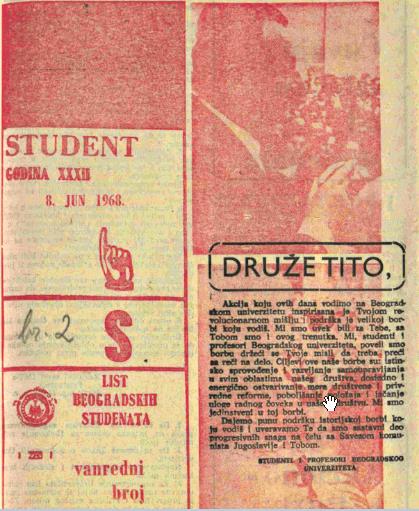 STUDENT
GODINA XXXII
8. JUN 1968.
br. 2
S
LIST
BEOGRADSKIH
STUDENATA
vanredni
broj
DRUŽE TITO,
Akcija koju ovih dana vodimo na Beograd-
skom univerzitetu inspirisana je Tvojom re-
volucionarnom mišlju i podrška je velikoj bor-
bi koju vodiš. Mi smo uvek bili za Tebe, sa
Tobom smo i ovog trenutka. Mi, studenti i
profesori Beogradskog univerziteta, poveli smo
borbu držeći se Tvoje misli da treba preći
sa reči na delo. Ciljevi ove naše borbe su: istin-
sko sprovođenje i razvijanje samoupravljanja
u svim oblastima našeg društva, dosledno i
energično ostvarivanje mere društvene i priv-
redne reforme, poboljšanje položaja i jačanje
uloge radnog čoveka u našem društvu. Mi smo
jedinstveni u toj borbi.
Dajemo punu podršku istorijskoj borbi ko-
ju vodiš i uveravamo Te da smo sastavni deo
progresivnih snaga na čelu sa Savezom komu-
nista Jugoslavije i Tobom.
STUDENTI I PROFESORI BEOGRADSKOG
UNIVERZITETA